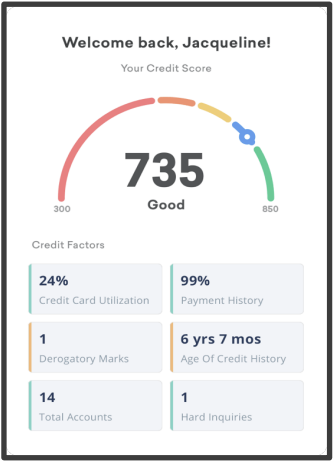 Welcome back, Jacqueline!
Your Credit Score
735
Good
300
850
Credit Factors
24%
Credit Card Utilization
99%
Payment History
1
Derogatory Marks
6 yrs 7 mos
Age Of Credit History
14
Total Accounts
1
Hard Inquiries